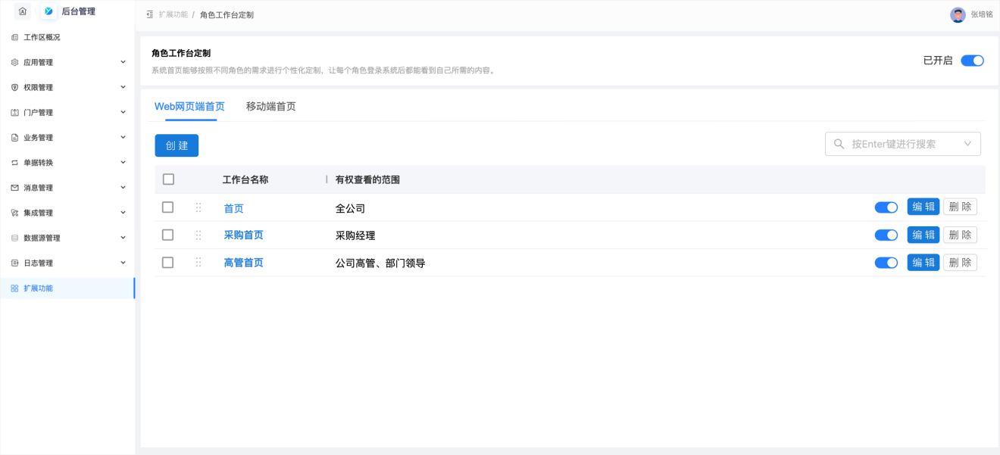 后台管理
扩展功能 / 角色工作台定制
张培铭
工作区概况
应用管理
权限管理
门户管理
业务管理
单据转换
消息管理
集成管理
数据源管理
日志管理
扩展功能
角色工作台定制
系统首页能够按照不同角色的需求进行个性化定制，让每个角色登录系统后都能看到自己所需的内容。
已开启
Web网页端首页 移动端首页
创 建
按Enter键进行搜索
工作台名称 有权查看的范围
首页 全公司 编 辑 删 除
采购首页 采购经理 编 辑 删 除
高管首页 公司高管、部门领导 编 辑 删 除